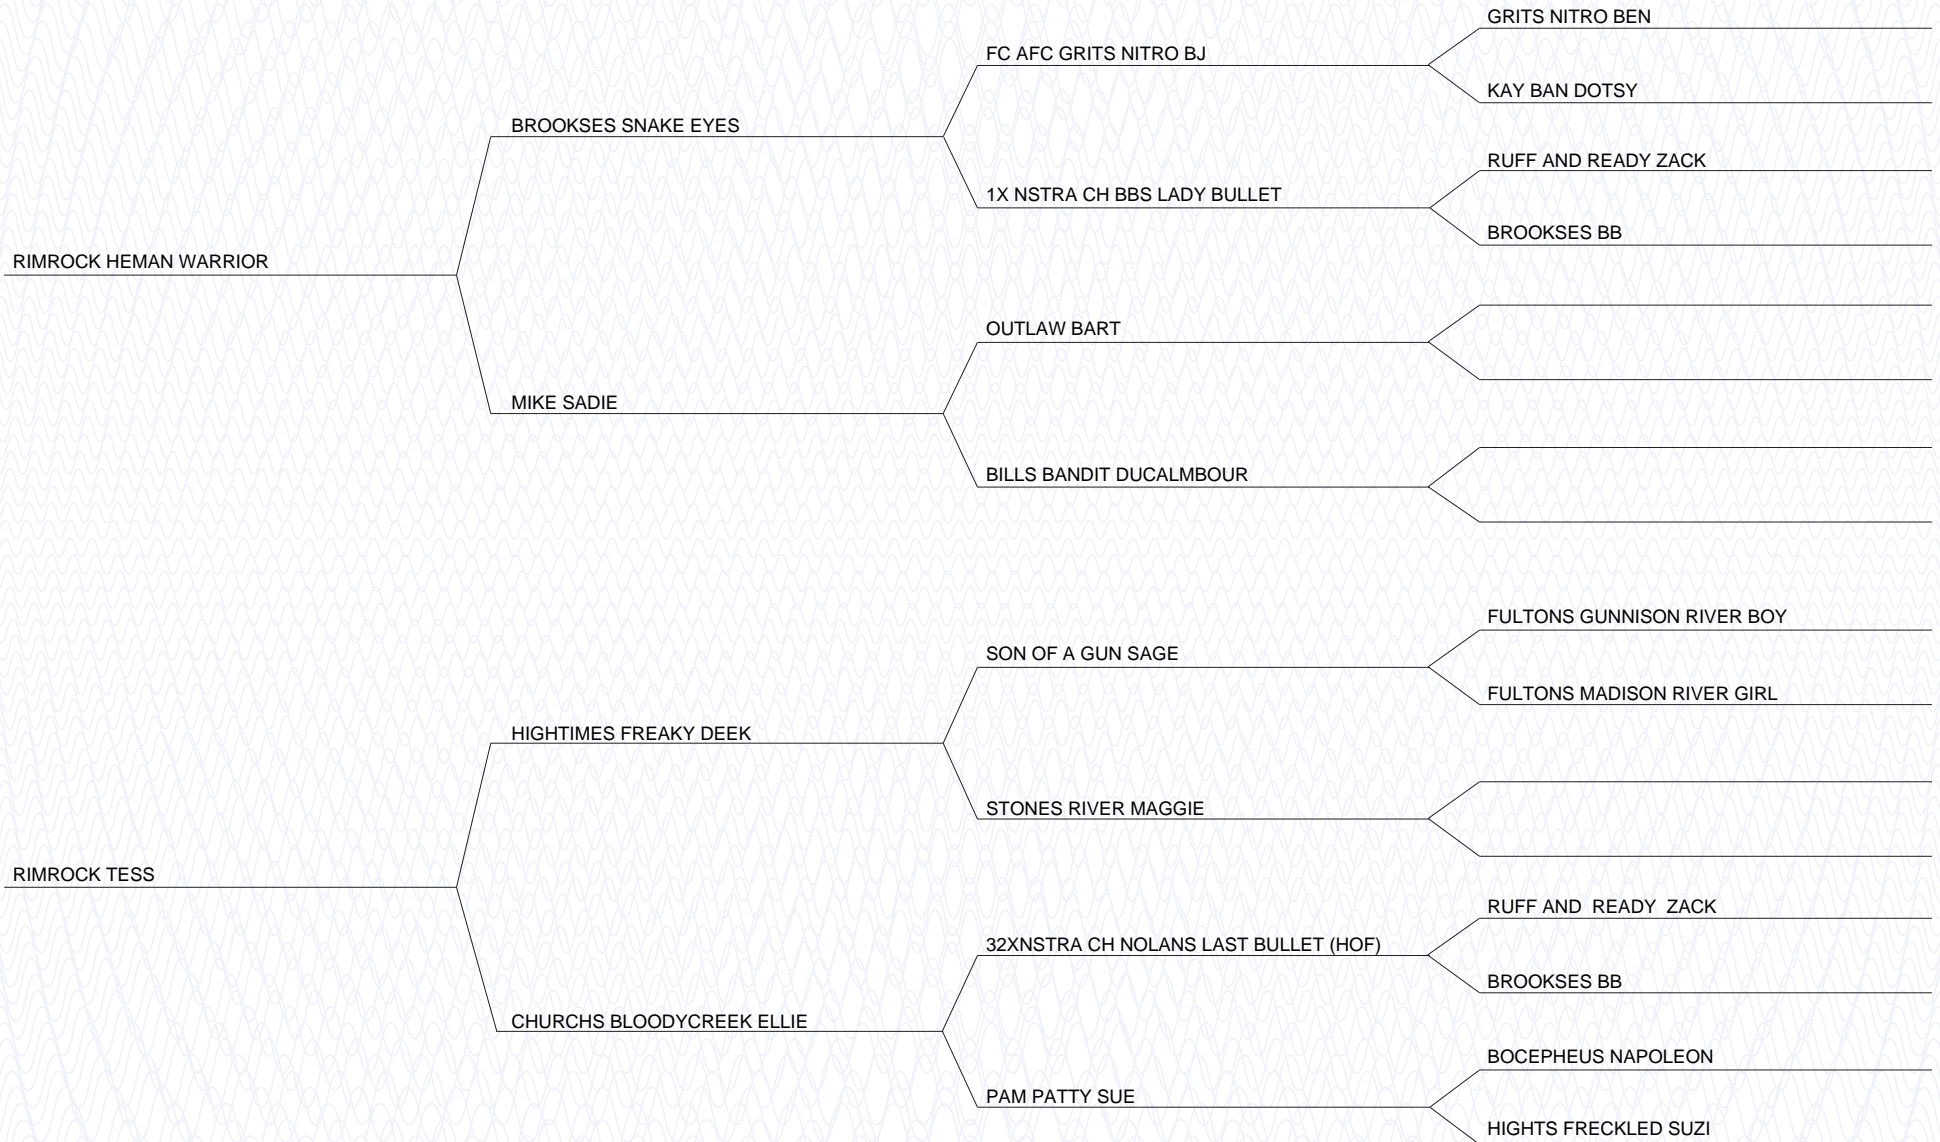 GRITS NITRO BEN
FC AFC GRITS NITRO BJ
KAY BAN DOTSY
BROOKSES SNAKE EYES
RUFF AND READY ZACK
1X NSTRA CH BBS LADY BULLET
BROOKSES BB
RIMROCK HEMAN WARRIOR
OUTLAW BART
MIKE SADIE
BILLS BANDIT DUCALMBOUR
FULTONS GUNNISON RIVER BOY
SON OF A GUN SAGE
FULTONS MADISON RIVER GIRL
HIGHTIMES FREAKY DEEK
STONES RIVER MAGGIE
RIMROCK TESS
RUFF AND  READY  ZACK
32XNSTRA CH NOLANS LAST BULLET (HOF)
BROOKSES BB
CHURCHS BLOODYCREEK ELLIE
BOCEPHEUS NAPOLEON
PAM PATTY SUE
HIGHTS FRECKLED SUZI